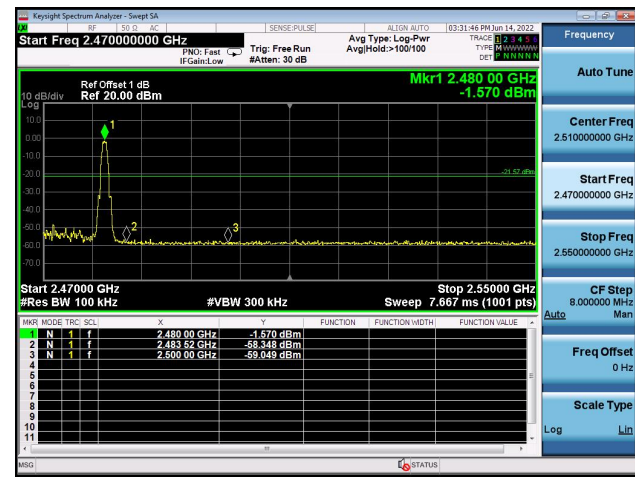 Keysight Spectrum Analyzer - Swept SA
RF 50 Ω AC SENSE:PULSE ALIGN AUTO 03:31:46 PM Jun 14, 2022
Start Freq 2.470000000 GHz
PNO: Fast
IFGain:Low
Trig: Free Run
#Atten: 30 dB
Avg Type: Log-Pwr
Avg|Hold:>100/100
TRACE 1 2 3 4 5 6
TYPE M W W W W W
DET P N N N N N
Ref Offset 1 dB
Ref 20.00 dBm
10 dB/div
Log
Mkr1 2.480 00 GHz
-1.570 dBm
10.0
0.00
-10.0
-20.0
-30.0
-40.0
-50.0
-60.0
-70.0
1
2
3
-21.57 dBm
Start 2.47000 GHz
Stop 2.55000 GHz
#Res BW 100 kHz
#VBW 300 kHz
Sweep 7.667 ms (1001 pts)
MKR MODE TRC SCL X Y FUNCTION FUNCTION WIDTH FUNCTION VALUE
1 N 1 f 2.480 00 GHz -1.570 dBm
2 N 1 f 2.483 52 GHz -58.348 dBm
3 N 1 f 2.500 00 GHz -59.049 dBm
4
5
6
7
8
9
10
11
MSG
STATUS
Frequency
Auto Tune
Center Freq
2.510000000 GHz
Start Freq
2.470000000 GHz
Stop Freq
2.550000000 GHz
CF Step
8.000000 MHz
Auto Man
Freq Offset
0 Hz
Scale Type
Log Lin